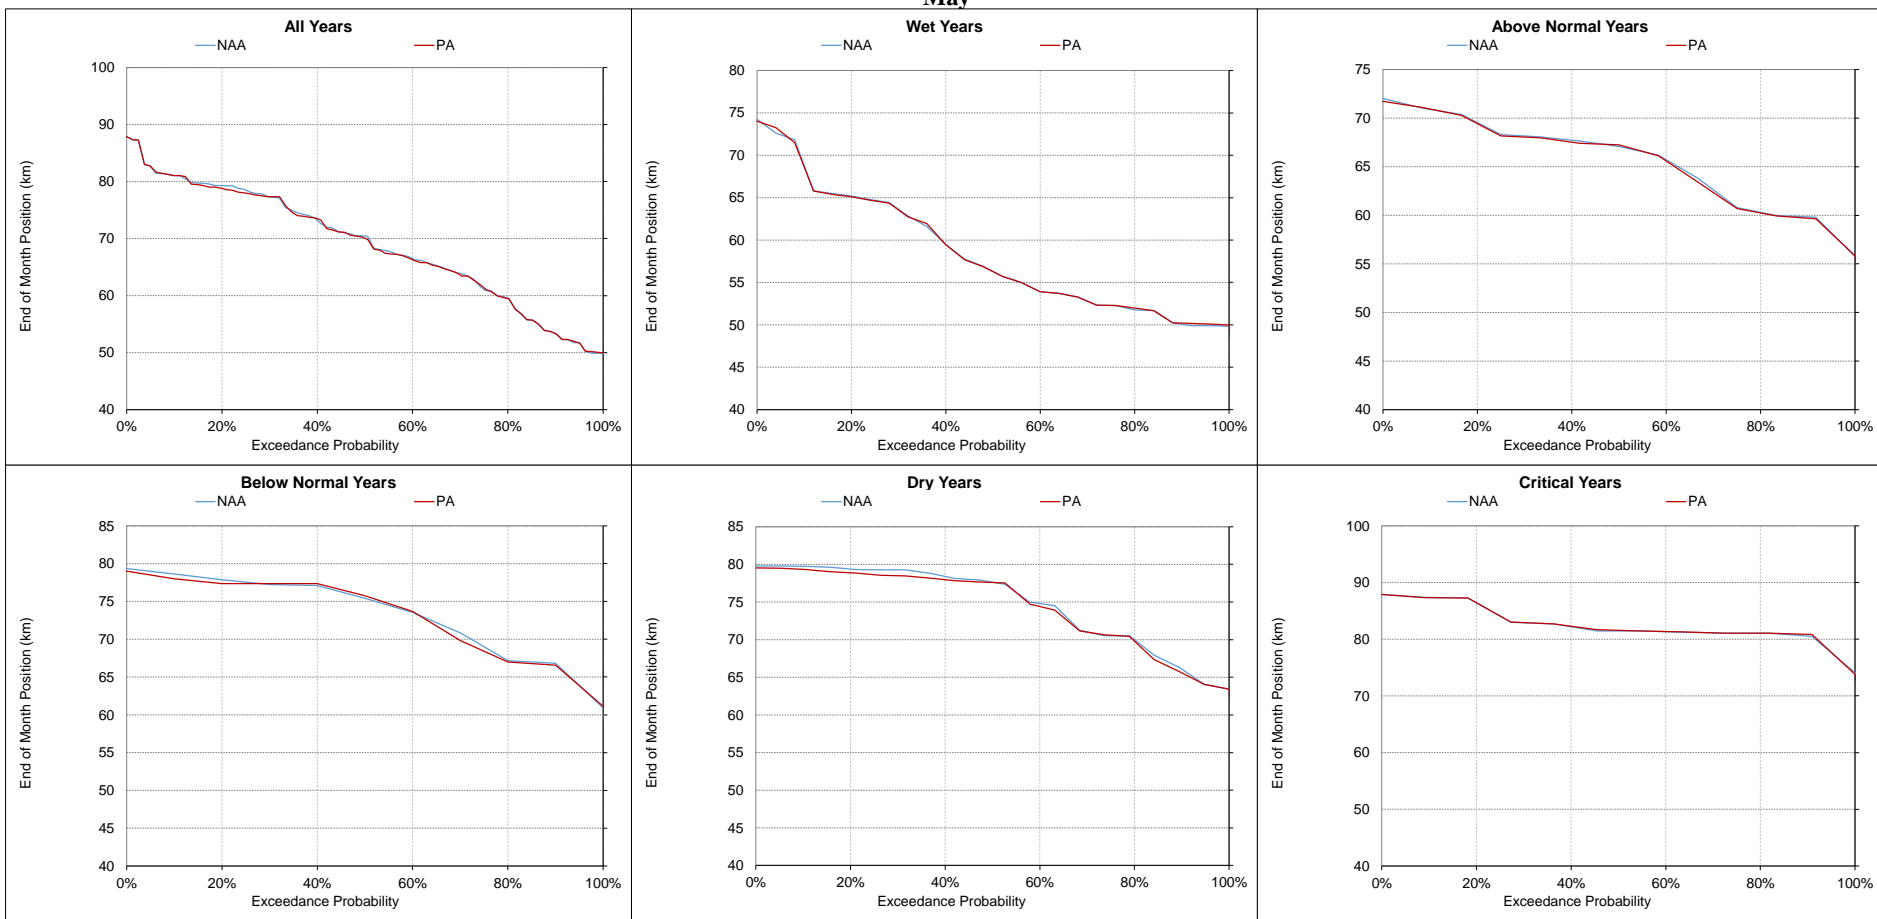 May
All Years
NAA PA
End of Month Position (km)
100
90
80
70
60
50
40
0% 20% 40% 60% 80% 100%
Exceedance Probability
Wet Years
NAA PA
End of Month Position (km)
80
75
70
65
60
55
50
45
40
0% 20% 40% 60% 80% 100%
Exceedance Probability
Above Normal Years
NAA PA
End of Month Position (km)
75
70
65
60
55
50
45
40
0% 20% 40% 60% 80% 100%
Exceedance Probability
Below Normal Years
NAA PA
End of Month Position (km)
85
80
75
70
65
60
55
50
45
40
0% 20% 40% 60% 80% 100%
Exceedance Probability
Dry Years
NAA PA
End of Month Position (km)
85
80
75
70
65
60
55
50
45
40
0% 20% 40% 60% 80% 100%
Exceedance Probability
Critical Years
NAA PA
End of Month Position (km)
100
90
80
70
60
50
40
0% 20% 40% 60% 80% 100%
Exceedance Probability